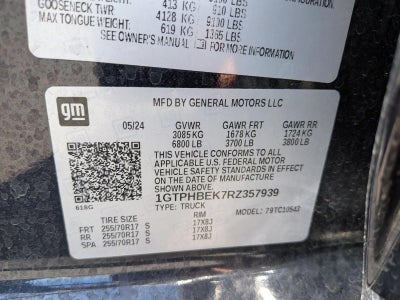 GOOSENECK TWR 413 KG 910 LBS
4128 KG 9100 LBS
MAX TONGUE WEIGHT: 619 KG 1365 LBS
SEE OWNER'S MANUAL FOR MORE INFORMATION
gm
MFD BY GENERAL MOTORS LLC
05/24 GVWR GAWR FRT GAWR RR
3085 KG 1678 KG 1724 KG
6800 LB 3700 LB 3800 LB
THIS VEHICLE CONFORMS TO ALL
APPLICABLE U.S. FEDERAL MOTOR
VEHICLE SAFETY STANDARDS IN
EFFECT ON THE DATE OF
MANUFACTURE SHOWN ABOVE.
1GTPHBEK7RZ357939
618G TYPE: TRUCK MODEL: 79TC10543
TIRE SIZE RIM
FRT 255/70R17 S 17X8J
RR 255/70R17 S 17X8J
SPA 255/70R17 S 17X8J